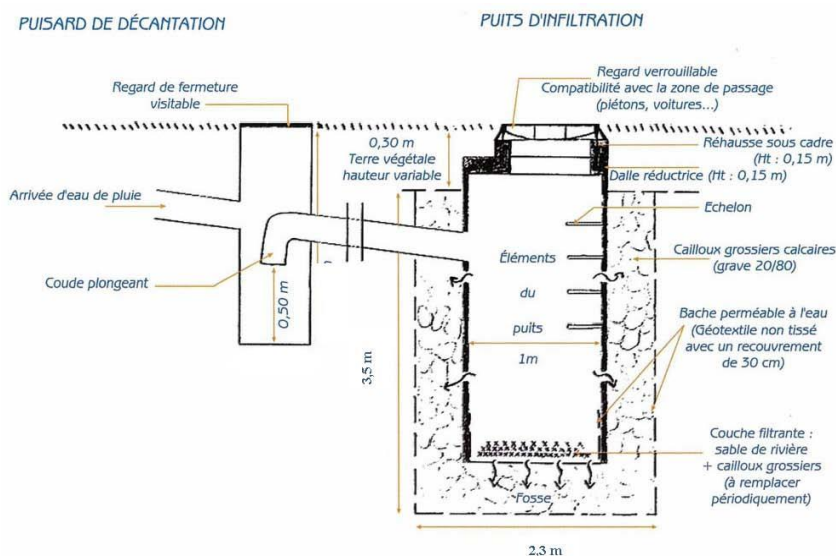 PUISARD DE DÉCANTATION
PUITS D'INFILTRATION
Regard de fermeture
visitable
Regard verrouillable
Compatibilité avec la zone de passage
(piétons, voitures...)
0,30 m
Terre végétale
hauteur variable
Réhausse sous cadre
(Ht : 0,15 m)
Dalle réductrice (Ht : 0,15 m)
Arrivée d'eau de pluie
Echelon
Cailloux grossiers calcaires
(grave 20/80)
Coude plongeant
0,50 m
Éléments
du
puits
1m
3,5 m
Bache perméable à l'eau
(Géotextile non tissé
avec un recouvrement
de 30 cm)
Couche filtrante :
sable de rivière
+ cailloux grossiers
(à remplacer
périodiquement)
Fosse
2,3 m